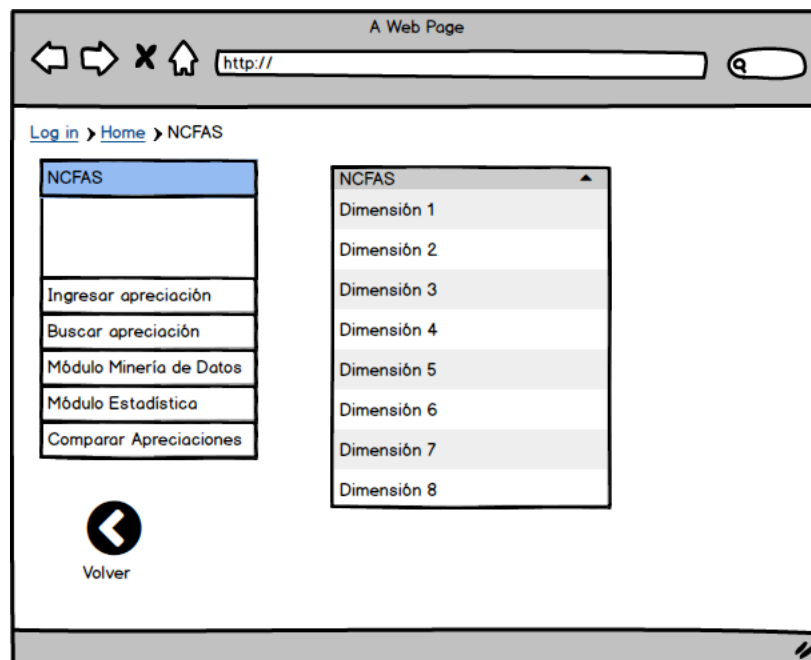 A Web Page
http://
Log in > Home > NCFAS
NCFAS
Ingresar apreciación
Buscar apreciación
Módulo Minería de Datos
Módulo Estadística
Comparar Apreciaciones
Volver
NCFAS
Dimensión 1
Dimensión 2
Dimensión 3
Dimensión 4
Dimensión 5
Dimensión 6
Dimensión 7
Dimensión 8